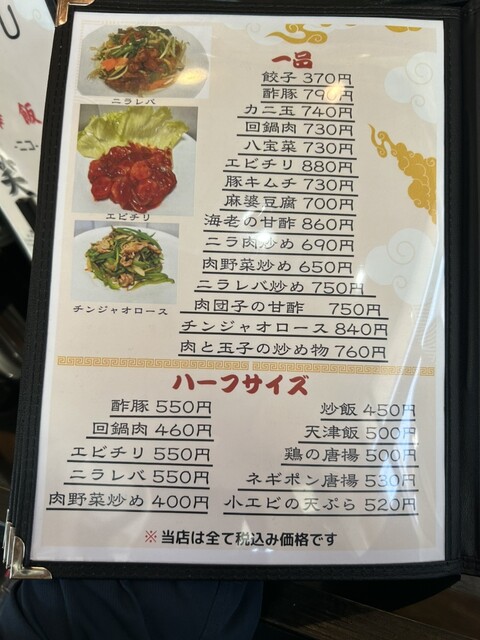 ニラレバ
エビチリ
チンジャオロース
一品
餃子 370円
酢豚 790円
カニ玉 740円
回鍋肉 730円
八宝菜 730円
エビチリ 880円
豚キムチ 730円
麻婆豆腐 700円
海老の甘酢 860円
ニラ肉炒め 690円
肉野菜炒め 650円
ニラレバ炒め 750円
肉団子の甘酢 750円
チンジャオロース 840円
肉と玉子の炒め物 760円
ハーフサイズ
酢豚 550円
回鍋肉 460円
エビチリ 550円
ニラレバ 550円
肉野菜炒め 400円
炒飯 450円
天津飯 500円
鶏の唐揚 500円
ネギポン唐揚 530円
小エビの天ぷら 520円
※当店は全て税込み価格です
飯